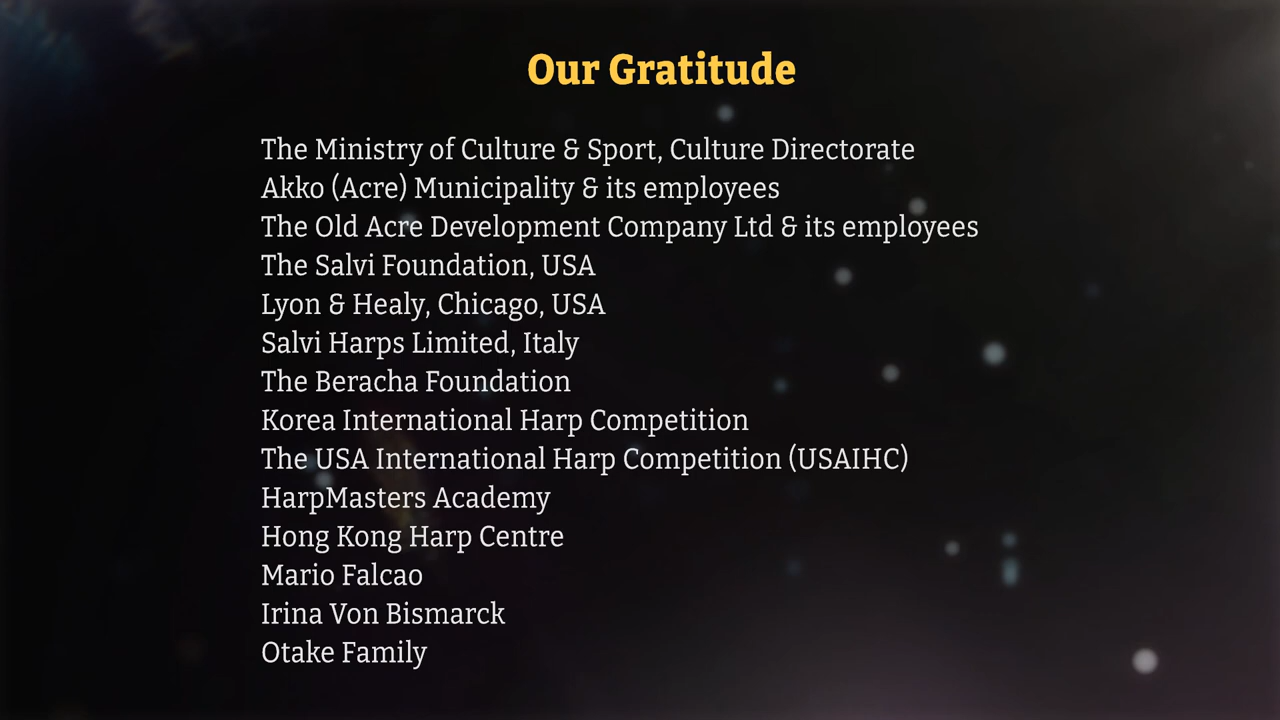 Our Gratitude
The Ministry of Culture & Sport, Culture Directorate
Akko (Acre) Municipality & its employees
The Old Acre Development Company Ltd & its employees
The Salvi Foundation, USA
Lyon & Healy, Chicago, USA
Salvi Harps Limited, Italy
The Beracha Foundation
Korea International Harp Competition
The USA International Harp Competition (USAIHC)
HarpMasters Academy
Hong Kong Harp Centre
Mario Falcao
Irina Von Bismarck
Otake Family